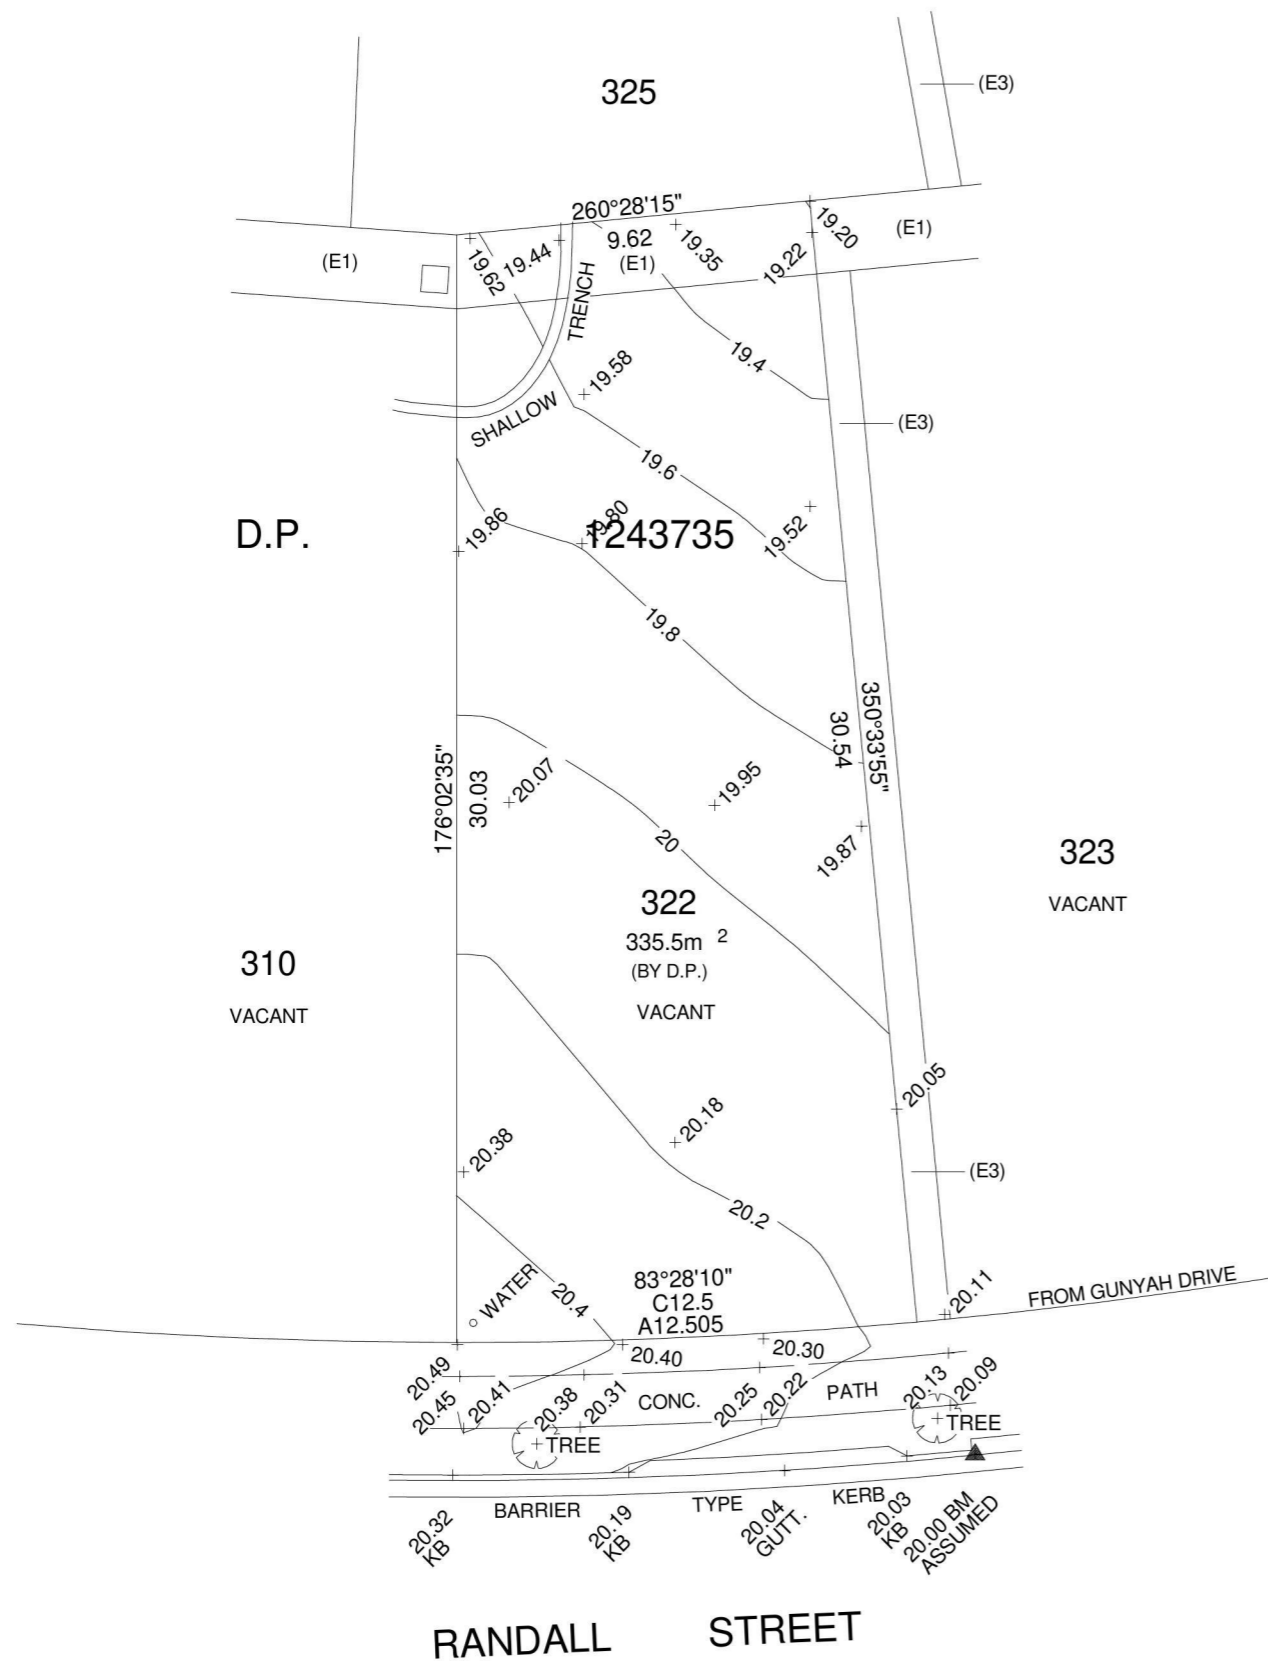 325
(E3)
260°28'15"
9.62
(E1)
(E1)
(E1)
19.62
19.44
19.35
19.22
19.20
TRENCH
SHALLOW
19.58
19.4
(E3)
19.6
D.P.
1243735
19.86
19.80
19.52
19.8
176°02'35"
30.03
20.07
19.95
30.54
350°33'55"
19.87
20
322
335.5m 2
(BY D.P.)
VACANT
323
VACANT
310
VACANT
20.05
20.18
20.38
(E3)
20.2
WATER
20.4
83°28'10"
C12.5
A12.505
20.11
FROM GUNYAH DRIVE
20.49
20.40
20.30
20.45
20.41
20.38
20.31
CONC.
20.25
20.22
PATH
20.13
20.09
TREE
TREE
BARRIER
TYPE
KERB
20.32
KB
20.19
KB
20.04
GUTT.
20.03
KB
20.00 BM
ASSUMED
RANDALL STREET